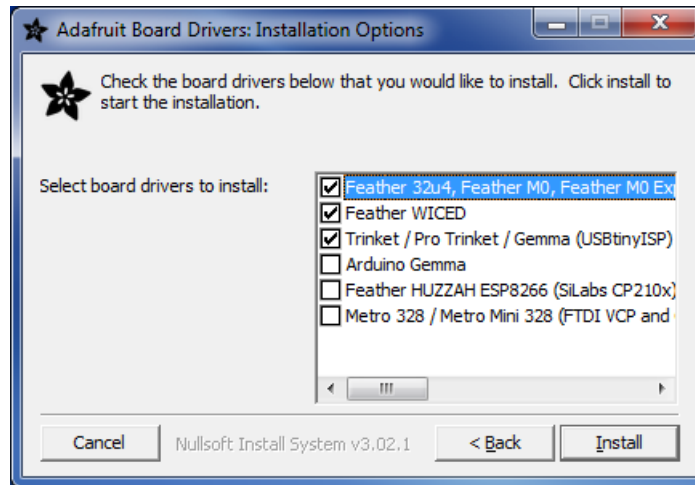 Adafruit Board Drivers: Installation Options
Check the board drivers below that you would like to install. Click install to
start the installation.
Select board drivers to install:
Feather 32u4, Feather M0, Feather M0 Ex
Feather WICED
Trinket / Pro Trinket / Gemma (USBtinyISP)
Arduino Gemma
Feather HUZZAH ESP8266 (SiLabs CP210x)
Metro 328 / Metro Mini 328 (FTDI VCP and
Cancel
Nullsoft Install System v3.02.1
< Back
Install